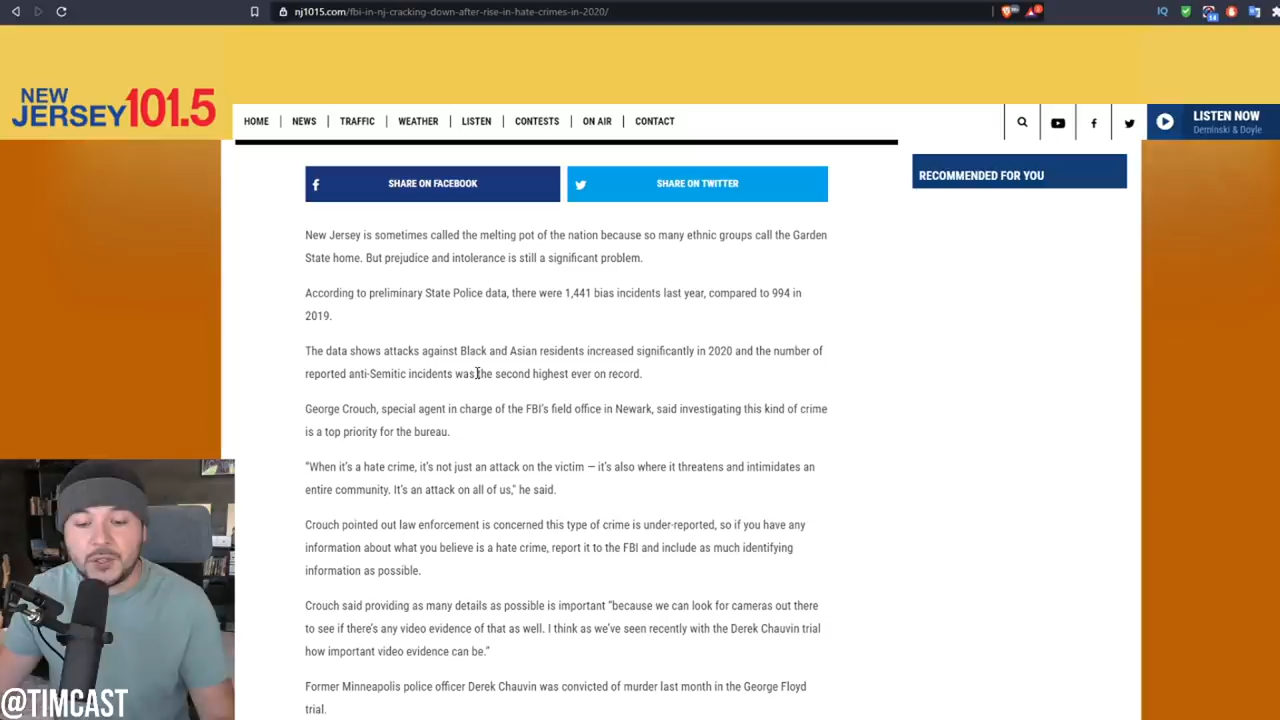 nj1015.com/fbi-in-nj-cracking-down-after-rise-in-hate-crimes-in-2020/
NEW
JERSEY 101.5
HOME | NEWS | TRAFFIC | WEATHER | LISTEN | CONTESTS | ON AIR | CONTACT
LISTEN NOW
Deminski & Doyle
SHARE ON FACEBOOK
SHARE ON TWITTER
RECOMMENDED FOR YOU
New Jersey is sometimes called the melting pot of the nation because so many ethnic groups call the Garden
State home. But prejudice and intolerance is still a significant problem.
According to preliminary State Police data, there were 1,441 bias incidents last year, compared to 994 in
2019.
The data shows attacks against Black and Asian residents increased significantly in 2020 and the number of
reported anti-Semitic incidents was the second highest ever on record.
George Crouch, special agent in charge of the FBI's field office in Newark, said investigating this kind of crime
is a top priority for the bureau.
"When it's a hate crime, it's not just an attack on the victim — it's also where it threatens and intimidates an
entire community. It's an attack on all of us," he said.
Crouch pointed out law enforcement is concerned this type of crime is under-reported, so if you have any
information about what you believe is a hate crime, report it to the FBI and include as much identifying
information as possible.
Crouch said providing as many details as possible is important "because we can look for cameras out there
to see if there's any video evidence of that as well. I think as we've seen recently with the Derek Chauvin trial
how important video evidence can be."
Former Minneapolis police officer Derek Chauvin was convicted of murder last month in the George Floyd
trial.
@TIMCAST